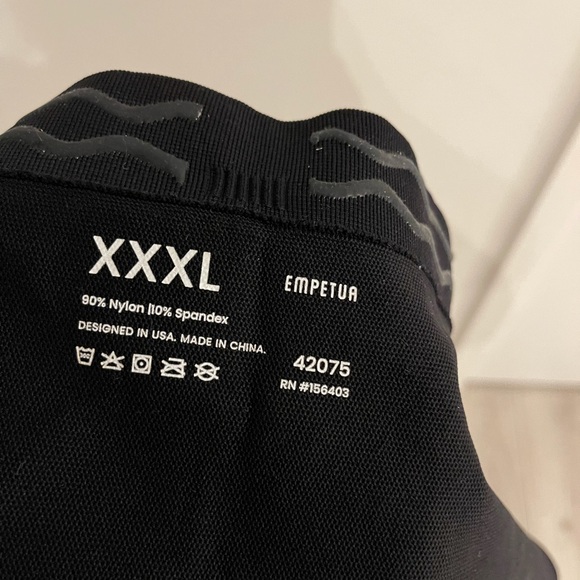 XXXL
EMPETUA
90% Nylon |10% Spandex
DESIGNED IN USA. MADE IN CHINA.
42075
RN #156403